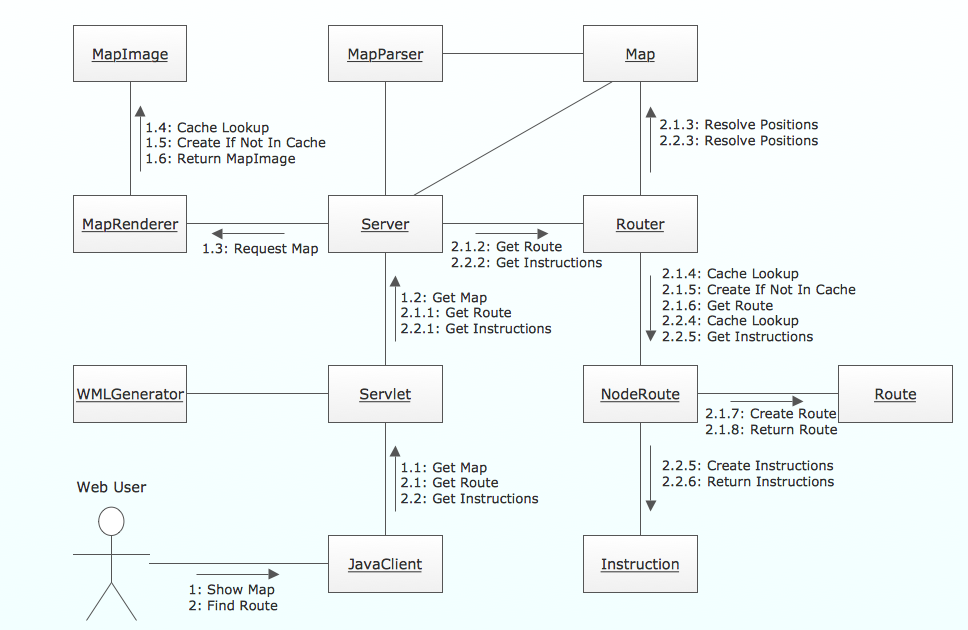 MapImage
MapParser
Map
1.4: Cache Lookup
1.5: Create If Not In Cache
1.6: Return MapImage
2.1.3: Resolve Positions
2.2.3: Resolve Positions
MapRenderer
Server
Router
1.3: Request Map
2.1.2: Get Route
2.2.2: Get Instructions
1.2: Get Map
2.1.1: Get Route
2.2.1: Get Instructions
2.1.4: Cache Lookup
2.1.5: Create If Not In Cache
2.1.6: Get Route
2.2.4: Cache Lookup
2.2.5: Get Instructions
WMLGenerator
Servlet
NodeRoute
Route
2.1.7: Create Route
2.1.8: Return Route
1.1: Get Map
2.1: Get Route
2.2: Get Instructions
2.2.5: Create Instructions
2.2.6: Return Instructions
Web User
JavaClient
Instruction
1: Show Map
2: Find Route